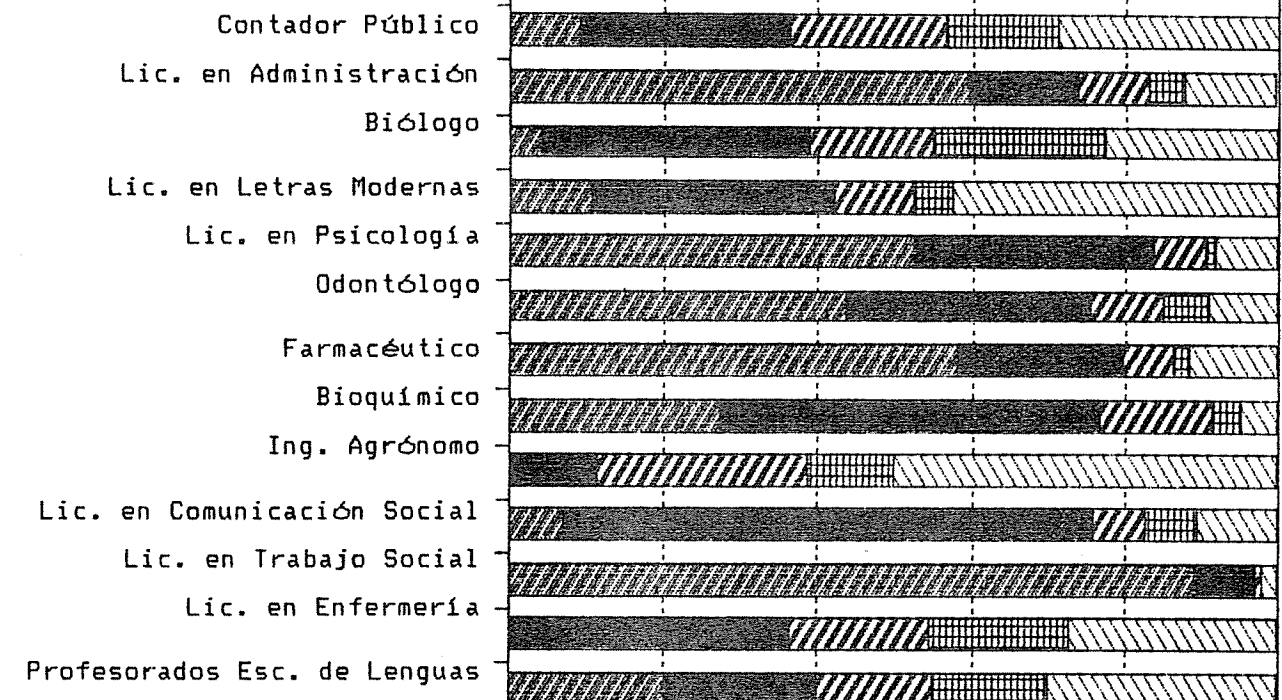 Contador Público
Lic. en Administración
Biólogo
Lic. en Letras Modernas
Lic. en Psicología
Odontólogo
Farmacéutico
Bioquímico
Ing. Agrónomo
Lic. en Comunicación Social
Lic. en Trabajo Social
Lic. en Enfermería
Profesorados Esc. de Lenguas